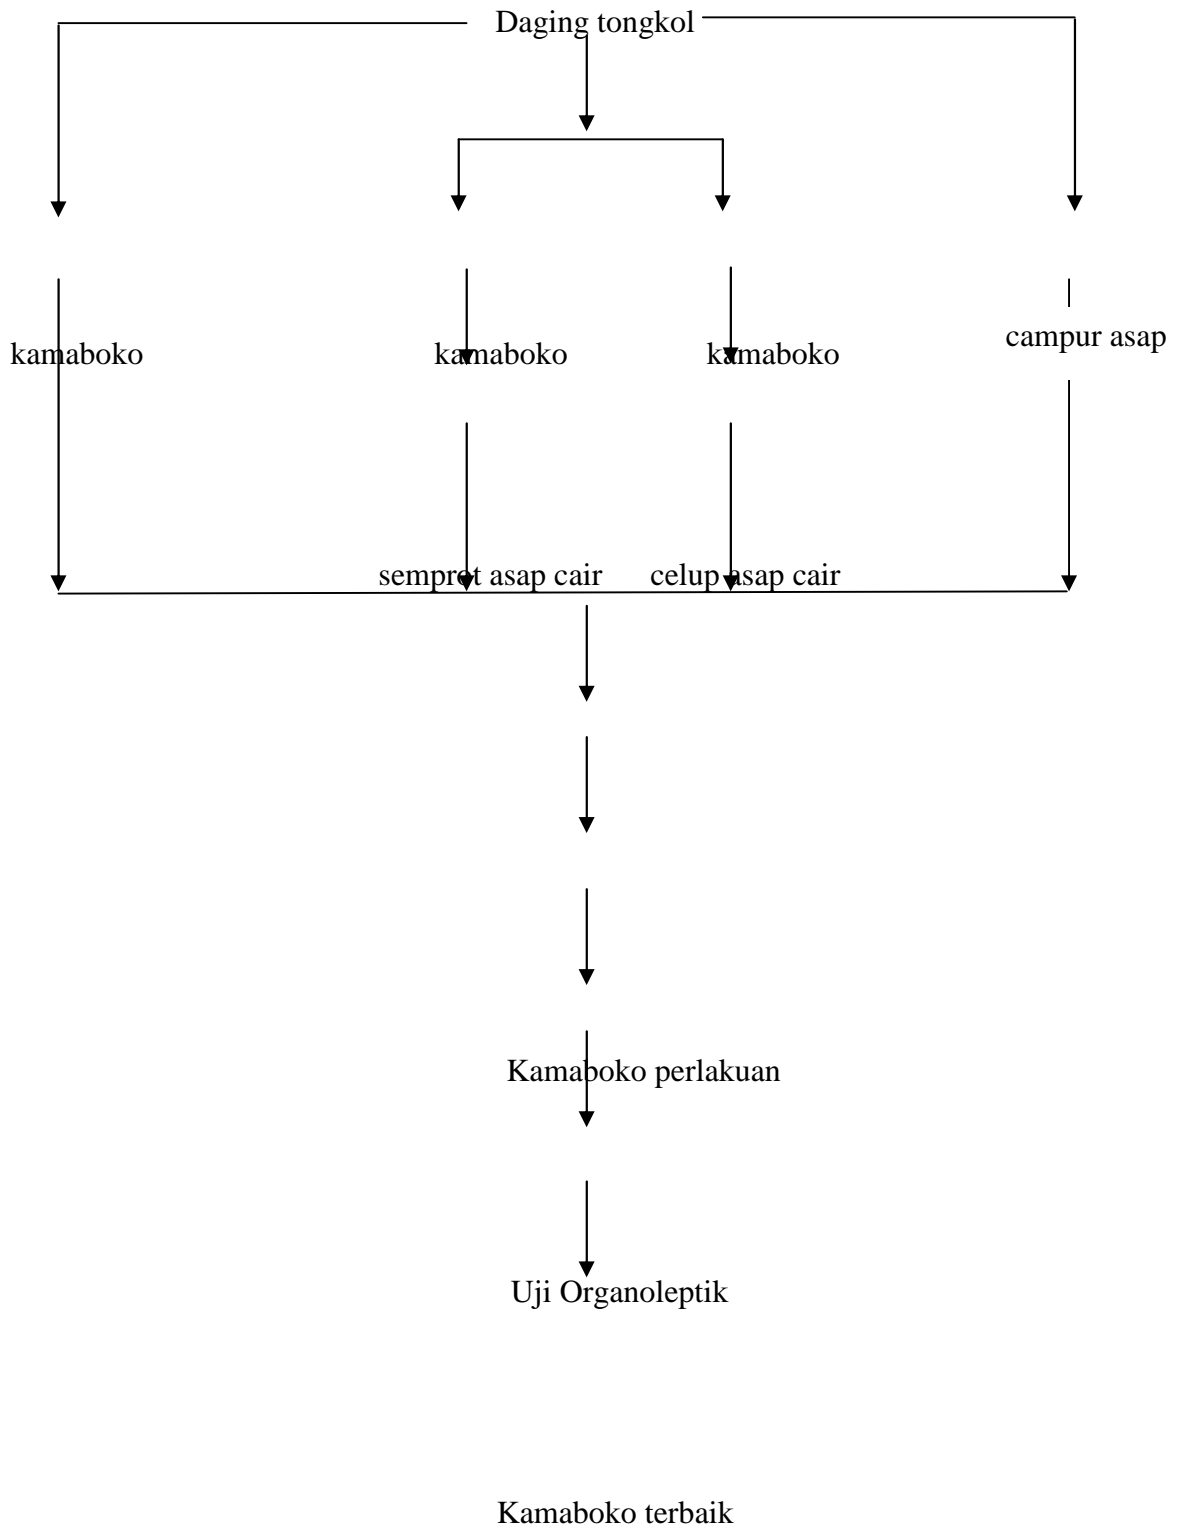 Daging tongkol
kamaboko kamaboko kamaboko campur asap
semprot asap cair celup asap cair
Kamaboko perlakuan
Uji Organoleptik
Kamaboko terbaik